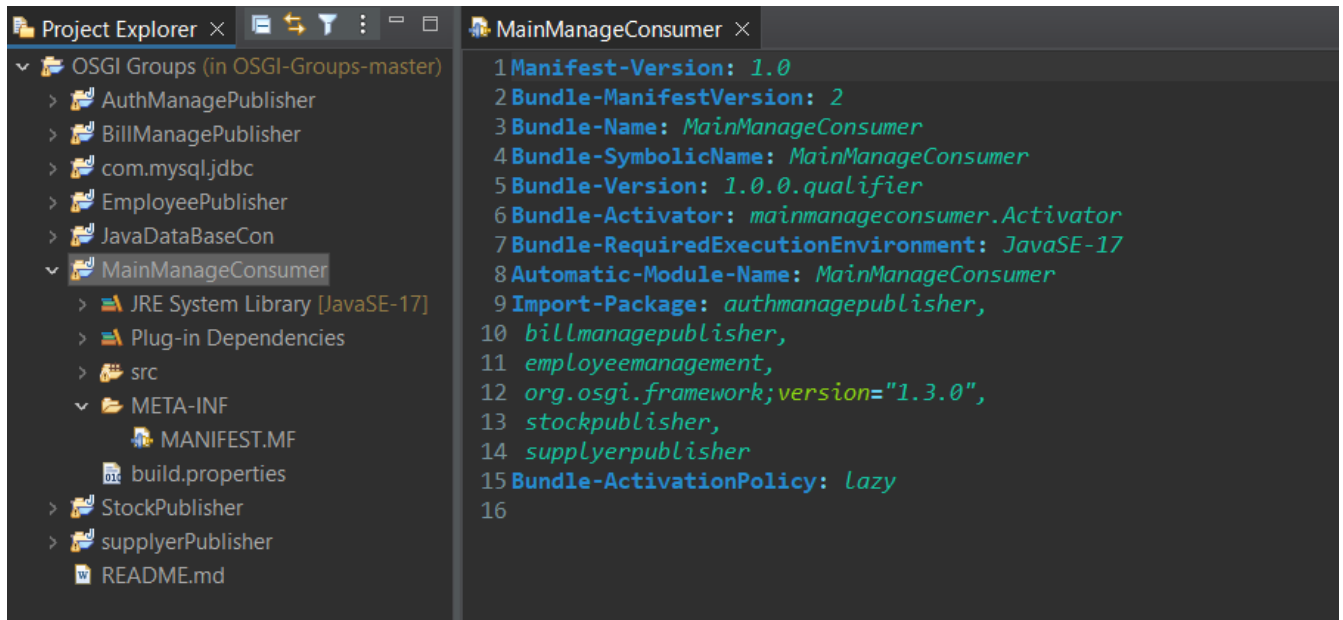 Project Explorer
OSGI Groups (in OSGI-Groups-master)
AuthManagePublisher
BillManagePublisher
com.mysql.jdbc
EmployeePublisher
JavaDataBaseCon
MainManageConsumer
JRE System Library [JavaSE-17]
Plug-in Dependencies
src
META-INF
MANIFEST.MF
build.properties
StockPublisher
supplyerPublisher
README.md
MainManageConsumer
1 Manifest-Version: 1.0
2 Bundle-ManifestVersion: 2
3 Bundle-Name: MainManageConsumer
4 Bundle-SymbolicName: MainManageConsumer
5 Bundle-Version: 1.0.0.qualifier
6 Bundle-Activator: mainmanageconsumer.Activator
7 Bundle-RequiredExecutionEnvironment: JavaSE-17
8 Automatic-Module-Name: MainManageConsumer
9 Import-Package: authmanagepublisher,
10 billmanagepublisher,
11 employeemanagement,
12 org.osgi.framework;version="1.3.0",
13 stockpublisher,
14 supplyerpublisher
15 Bundle-ActivationPolicy: lazy
16